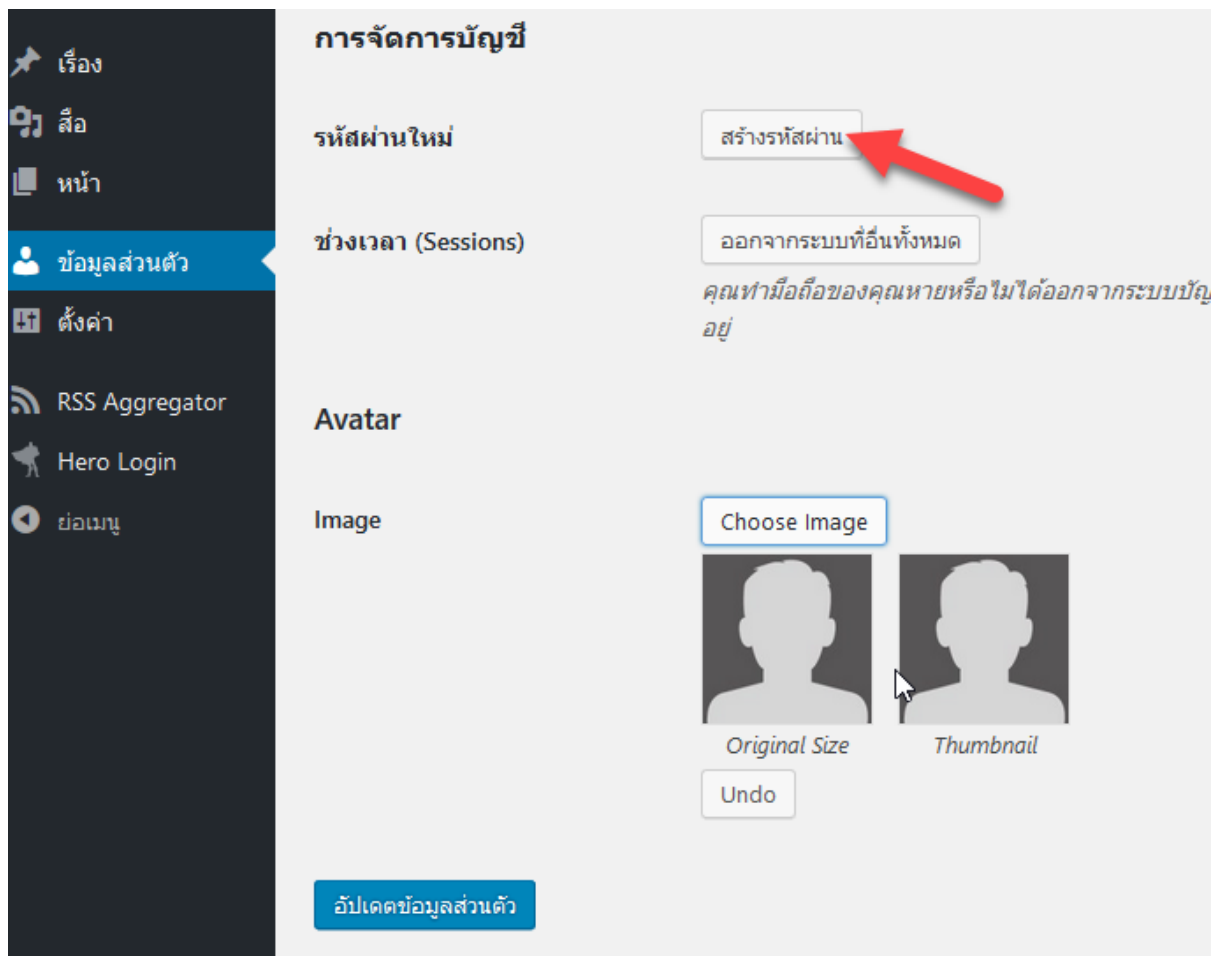 เรื่อง
สื่อ
หน้า
ข้อมูลส่วนตัว
ตั้งค่า
RSS Aggregator
Hero Login
ย่อเมนู
การจัดการบัญชี
รหัสผ่านใหม่
สร้างรหัสผ่าน
ช่วงเวลา (Sessions)
ออกจากระบบที่อื่นทั้งหมด
คุณทำมือถือของคุณหายหรือไม่ได้ออกจากระบบบัญ
อยู่
Avatar
Image
Choose Image
Original Size
Thumbnail
Undo
อัปเดตข้อมูลส่วนตัว